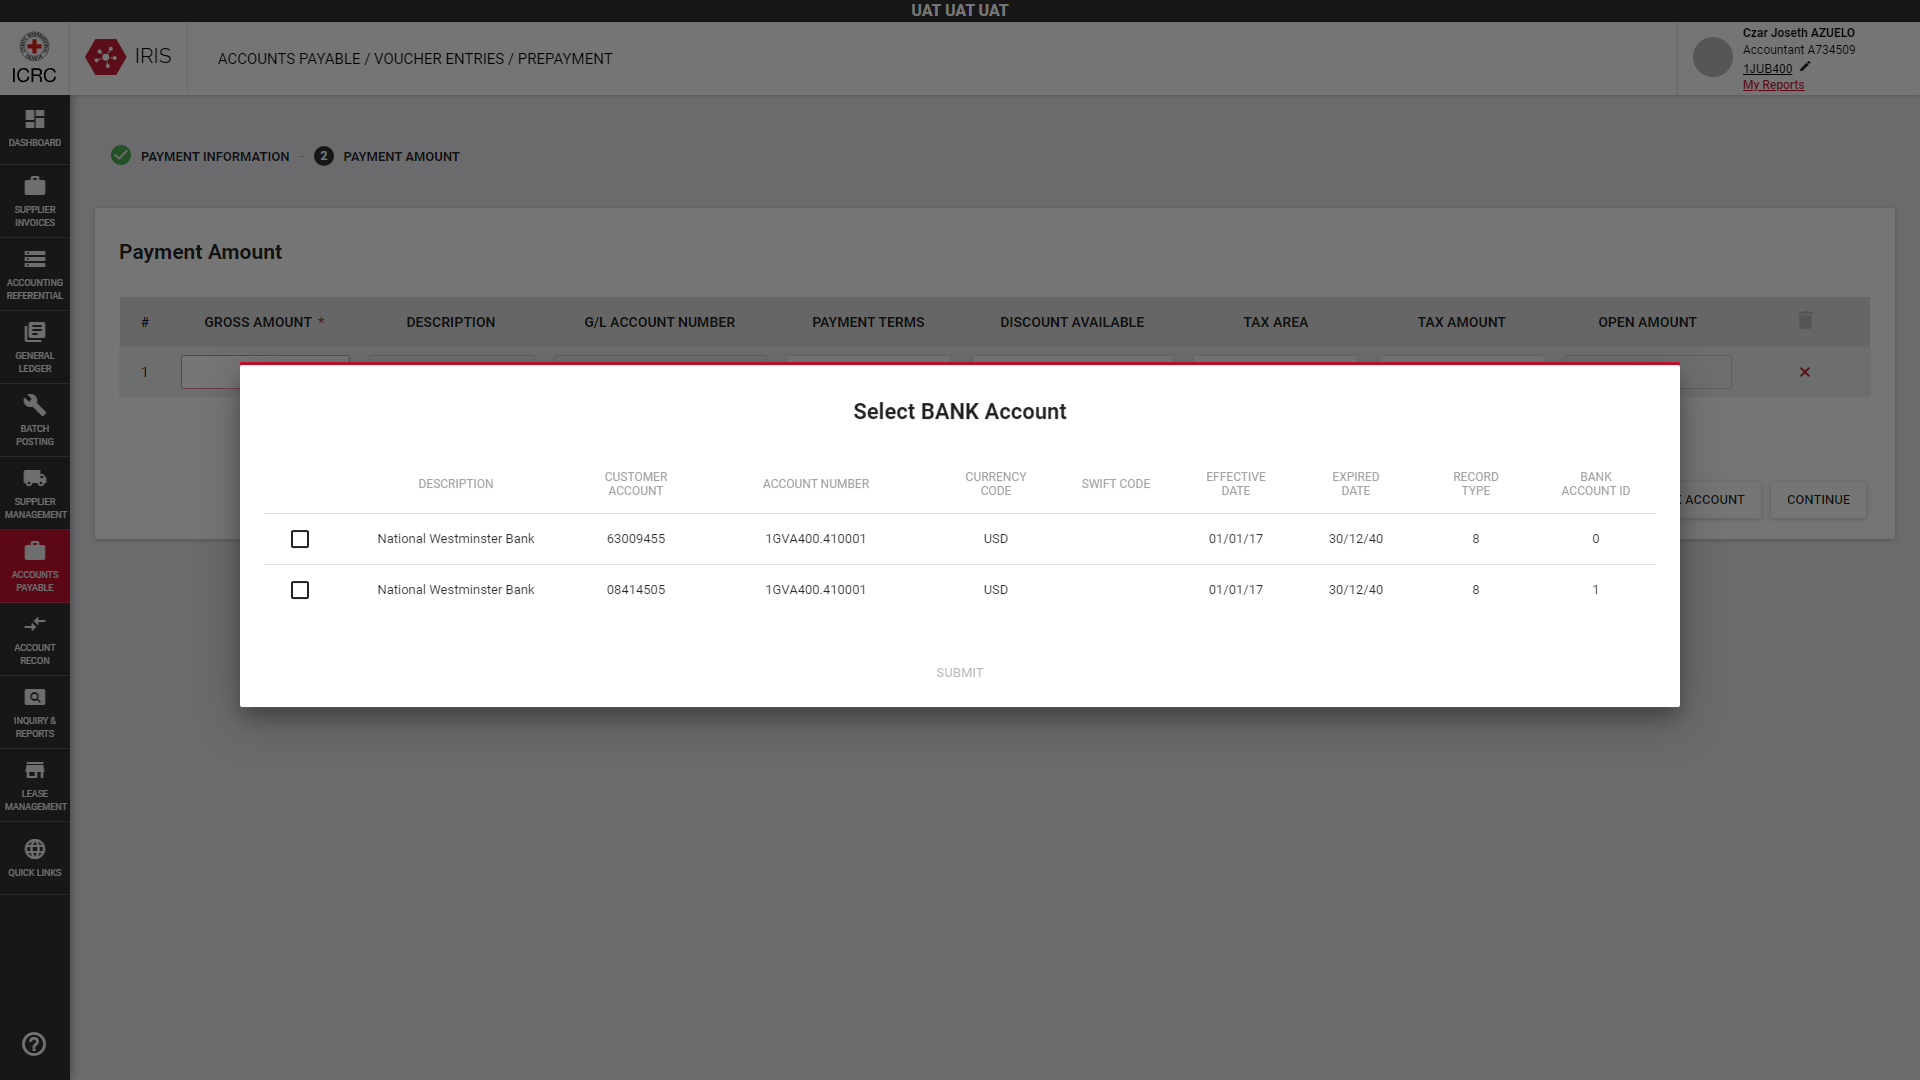 UAT UAT UAT
ICRC
IRIS
ACCOUNTS PAYABLE / VOUCHER ENTRIES / PREPAYMENT
Czar Joseth AZUELO
Accountant A734509
1JUB400
My Reports
DASHBOARD
SUPPLIER
INVOICES
ACCOUNTING
REFERENTIAL
GENERAL
LEDGER
BATCH
POSTING
SUPPLIER
MANAGEMENT
ACCOUNTS
PAYABLE
ACCOUNT
RECON
INQUIRY &
REPORTS
LEASE
MANAGEMENT
QUICK LINKS
PAYMENT INFORMATION
2 PAYMENT AMOUNT
Payment Amount
# GROSS AMOUNT * DESCRIPTION G/L ACCOUNT NUMBER PAYMENT TERMS DISCOUNT AVAILABLE TAX AREA TAX AMOUNT OPEN AMOUNT
1
ACCOUNT
CONTINUE
Select BANK Account
DESCRIPTION CUSTOMER ACCOUNT ACCOUNT NUMBER CURRENCY CODE SWIFT CODE EFFECTIVE DATE EXPIRED DATE RECORD TYPE BANK ACCOUNT ID
National Westminster Bank 63009455 1GVA400.410001 USD 01/01/17 30/12/40 8 0
National Westminster Bank 08414505 1GVA400.410001 USD 01/01/17 30/12/40 8 1
SUBMIT